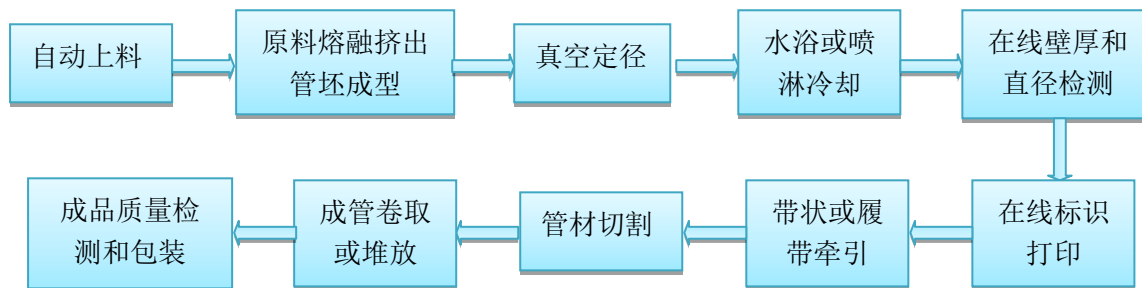 自动上料
原料熔融挤出
管坯成型
真空定径
水浴或喷
淋冷却
在线壁厚和
直径检测
在线标识
打印
带状或履
带牵引
管材切割
成管卷取
或堆放
成品质量检
测和包装